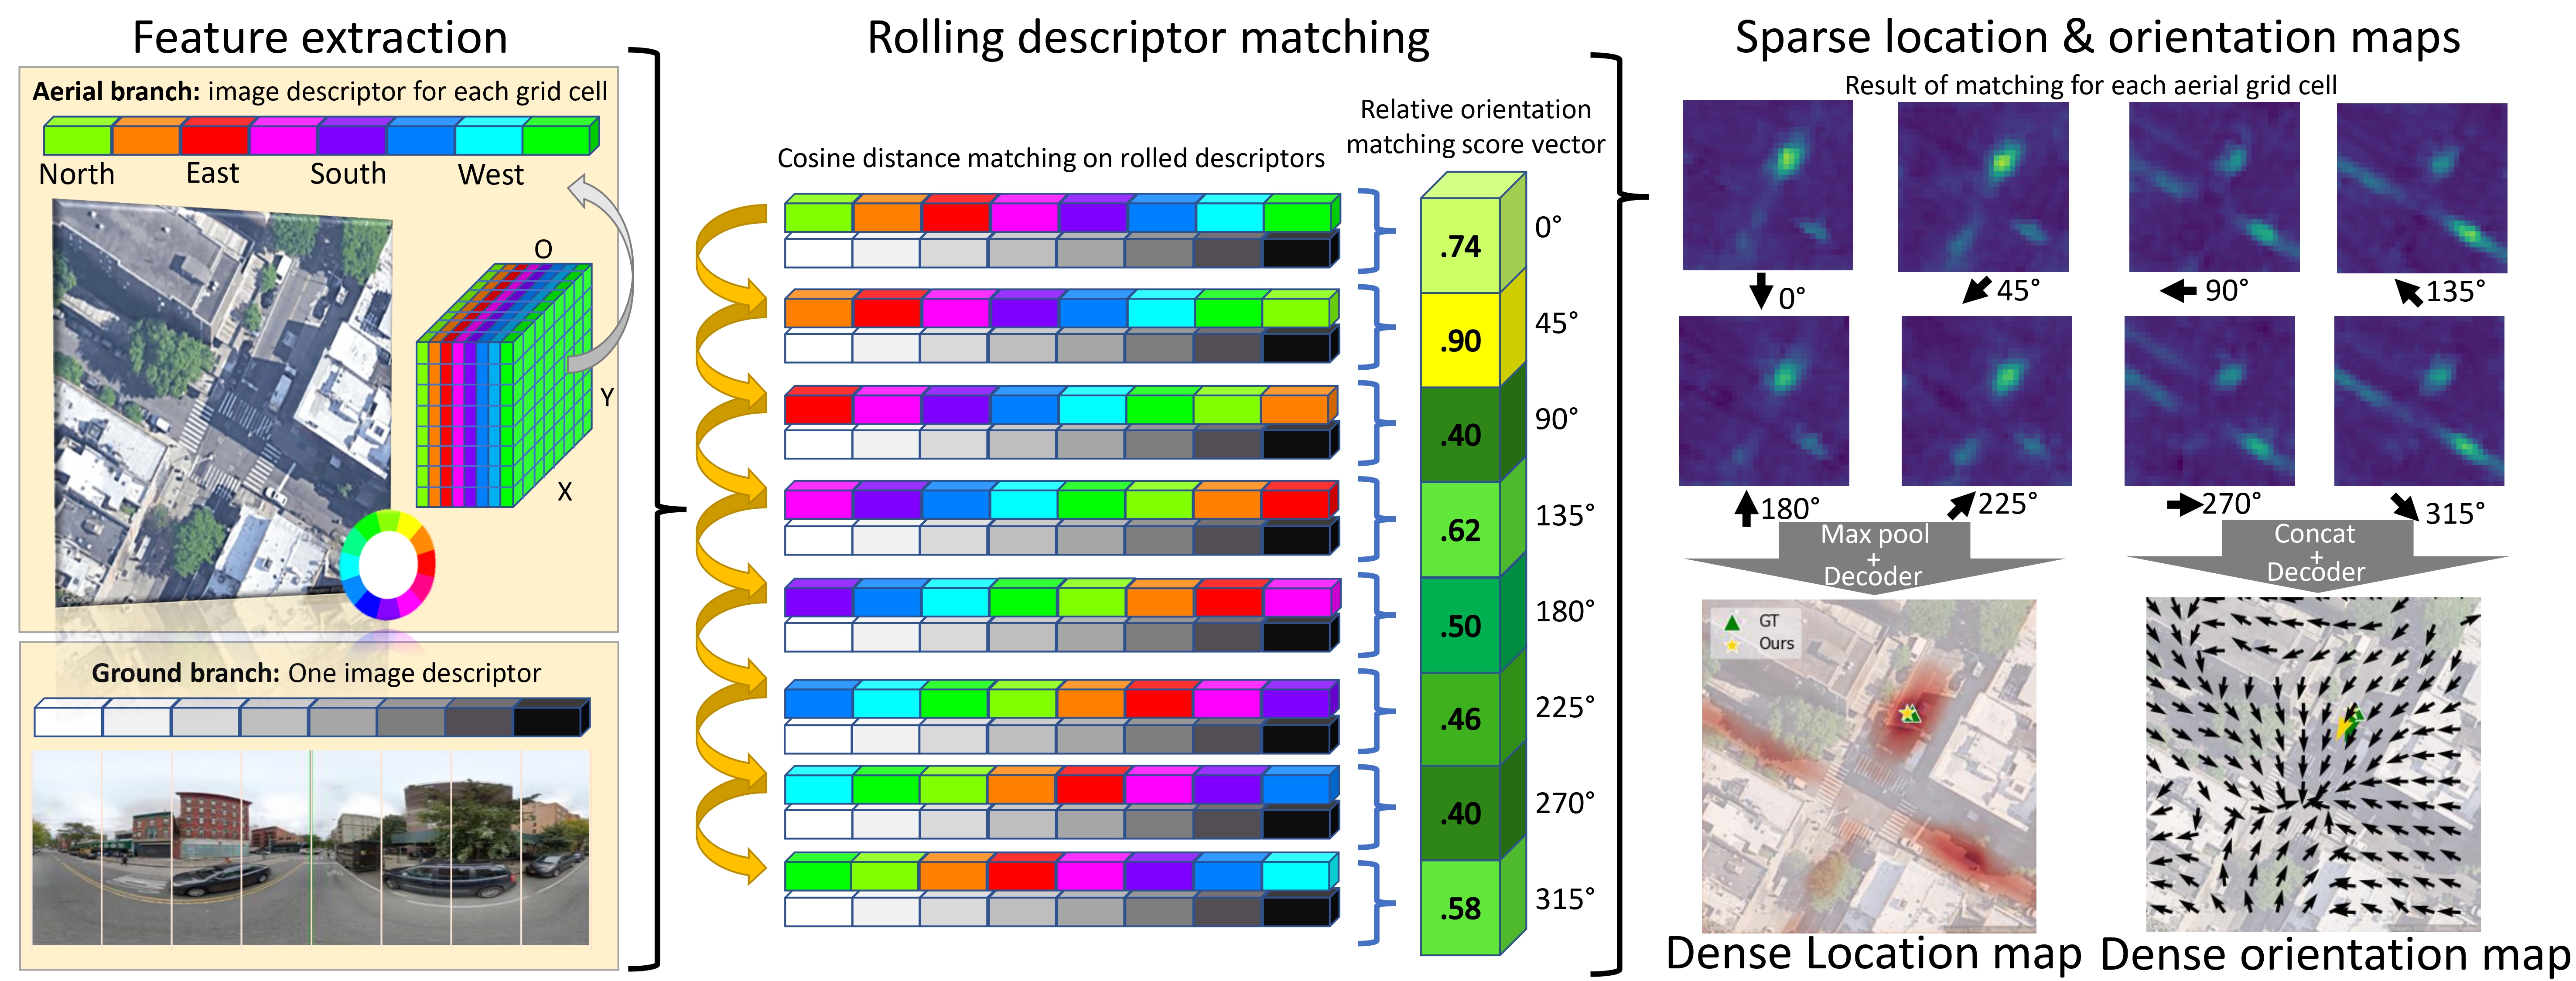 Feature extraction
Aerial branch: image descriptor for each grid cell
North East South West
O
Y
X
Ground branch: One image descriptor
Rolling descriptor matching
Cosine distance matching on rolled descriptors
Relative orientation
matching score vector
.74 0°
.90 45°
.40 90°
.62 135°
.50 180°
.46 225°
.40 270°
.58 315°
Sparse location & orientation maps
Result of matching for each aerial grid cell
0° 45° 90° 135°
180° 225° 270° 315°
Max pool
+
Decoder
Concat
+
Decoder
GT
Ours
Dense Location map
Dense orientation map